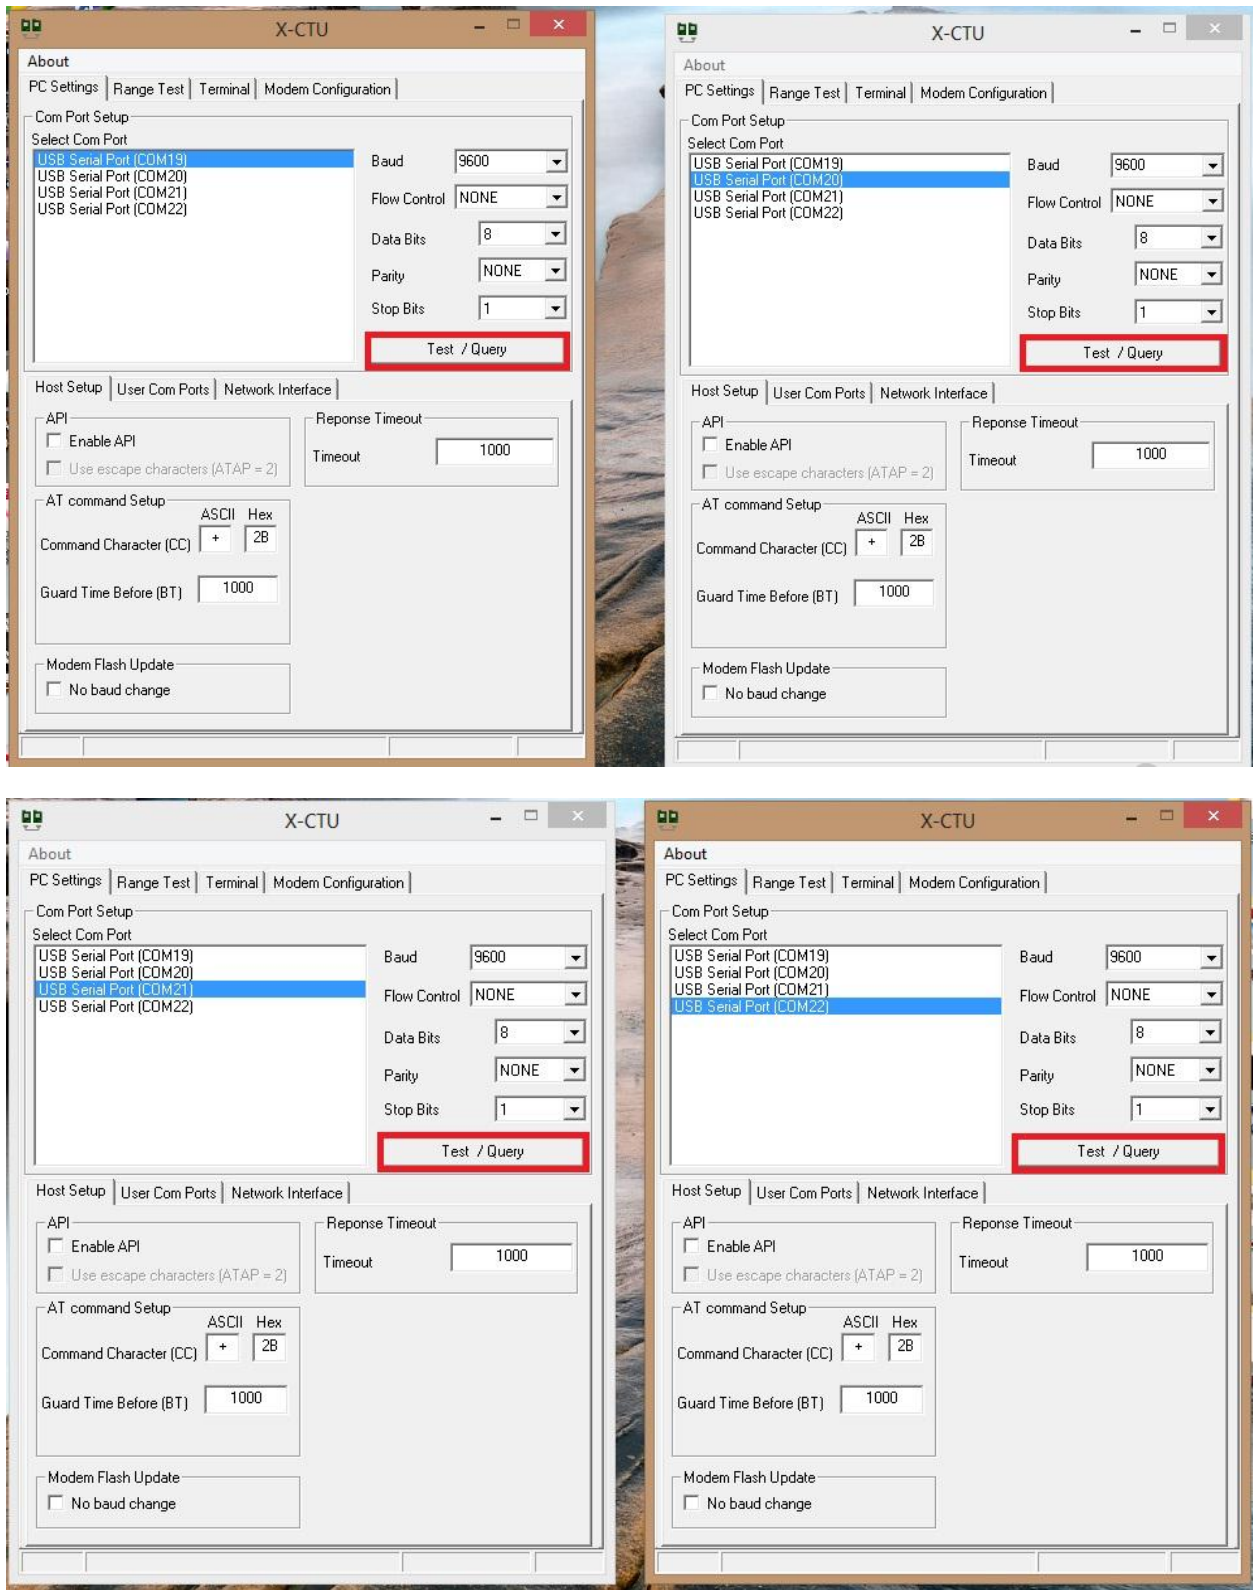 X-CTU
About
PC Settings Range Test Terminal Modem Configuration
Com Port Setup
Select Com Port
USB Serial Port (COM19)
USB Serial Port (COM20)
USB Serial Port (COM21)
USB Serial Port (COM22)
Baud 9600
Flow Control NONE
Data Bits 8
Parity NONE
Stop Bits 1
Test / Query
Host Setup User Com Ports Network Interface
API
Enable API
Use escape characters (ATAP = 2)
Reponse Timeout
Timeout 1000
AT command Setup
ASCII Hex
Command Character (CC) + 2B
Guard Time Before (BT) 1000
Modem Flash Update
No baud change
X-CTU
About
PC Settings Range Test Terminal Modem Configuration
Com Port Setup
Select Com Port
USB Serial Port (COM19)
USB Serial Port (COM20)
USB Serial Port (COM21)
USB Serial Port (COM22)
Baud 9600
Flow Control NONE
Data Bits 8
Parity NONE
Stop Bits 1
Test / Query
Host Setup User Com Ports Network Interface
API
Enable API
Use escape characters (ATAP = 2)
Reponse Timeout
Timeout 1000
AT command Setup
ASCII Hex
Command Character (CC) + 2B
Guard Time Before (BT) 1000
Modem Flash Update
No baud change
X-CTU
About
PC Settings Range Test Terminal Modem Configuration
Com Port Setup
Select Com Port
USB Serial Port (COM19)
USB Serial Port (COM20)
USB Serial Port (COM21)
USB Serial Port (COM22)
Baud 9600
Flow Control NONE
Data Bits 8
Parity NONE
Stop Bits 1
Test / Query
Host Setup User Com Ports Network Interface
API
Enable API
Use escape characters (ATAP = 2)
Reponse Timeout
Timeout 1000
AT command Setup
ASCII Hex
Command Character (CC) + 2B
Guard Time Before (BT) 1000
Modem Flash Update
No baud change
X-CTU
About
PC Settings Range Test Terminal Modem Configuration
Com Port Setup
Select Com Port
USB Serial Port (COM19)
USB Serial Port (COM20)
USB Serial Port (COM21)
USB Serial Port (COM22)
Baud 9600
Flow Control NONE
Data Bits 8
Parity NONE
Stop Bits 1
Test / Query
Host Setup User Com Ports Network Interface
API
Enable API
Use escape characters (ATAP = 2)
Reponse Timeout
Timeout 1000
AT command Setup
ASCII Hex
Command Character (CC) + 2B
Guard Time Before (BT) 1000
Modem Flash Update
No baud change